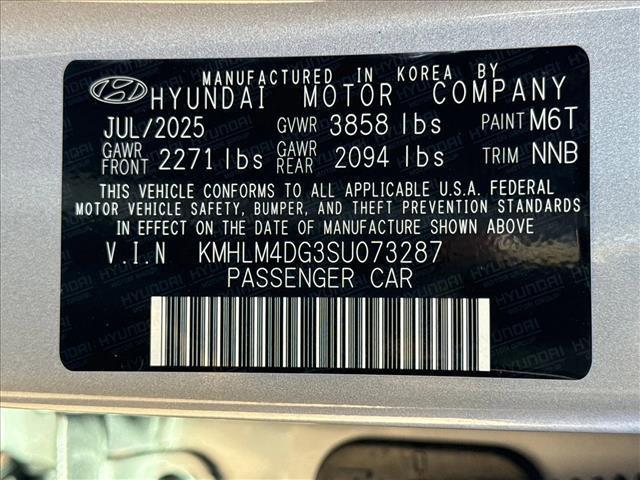 MANUFACTURED IN KOREA BY
HYUNDAI MOTOR COMPANY
JUL/2025 GVWR 3858 lbs PAINT M6T
GAWR FRONT 2271 lbs GAWR REAR 2094 lbs TRIM NNB
THIS VEHICLE CONFORMS TO ALL APPLICABLE U.S.A. FEDERAL
MOTOR VEHICLE SAFETY, BUMPER, AND THEFT PREVENTION STANDARDS
IN EFFECT ON THE DATE OF MANUFACTURE SHOWN ABOVE.
V.I.N KMHLM4DG3SU073287
PASSENGER CAR